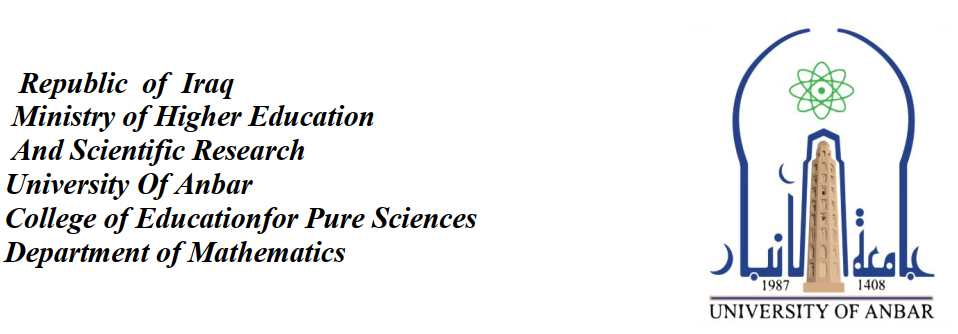 Republic of Iraq
Ministry of Higher Education
And Scientific Research
University Of Anbar
College of Educationfor Pure Sciences
Department of Mathematics
جامعة الانبار
1987 1408
UNIVERSITY OF ANBAR